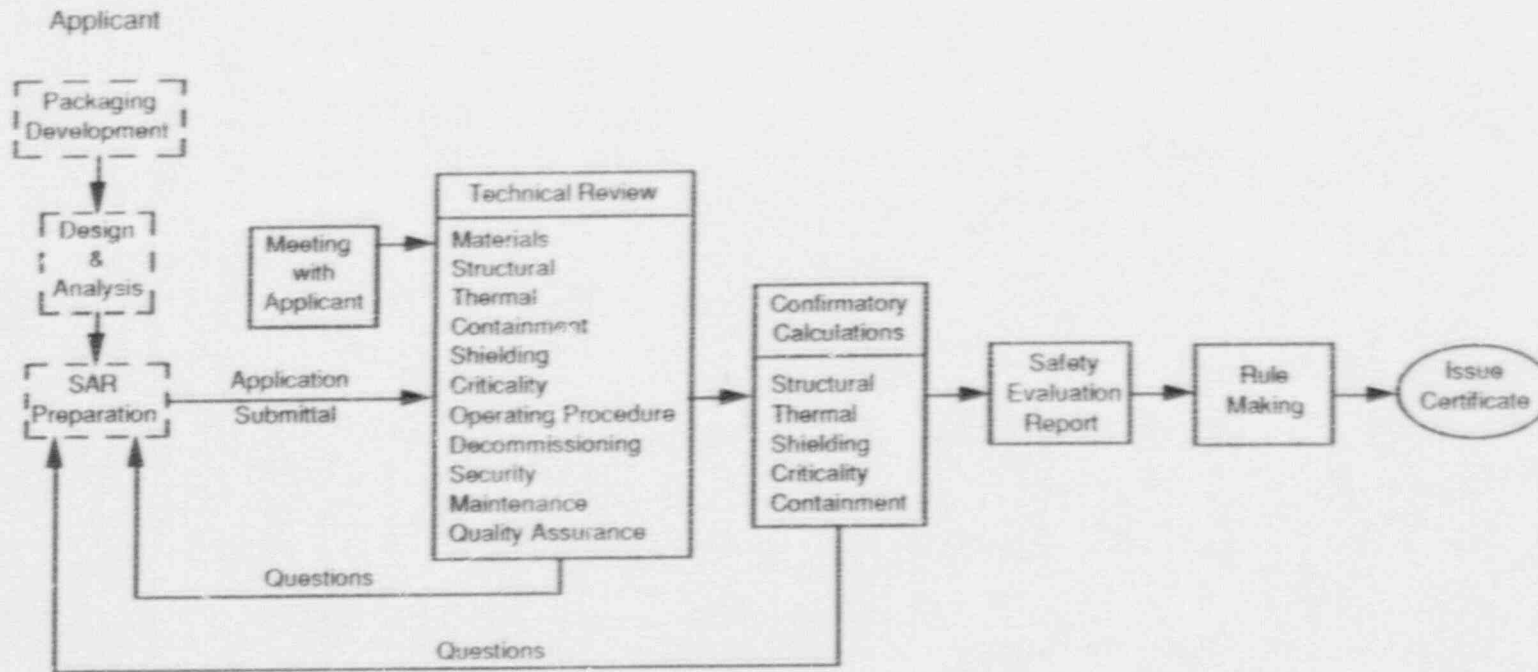 Applicant
Packaging
Development
Design
&
Analysis
SAR
Preparation
Application
Submittal
Meeting
with
Applicant
Technical Review
Materials
Structural
Thermal
Containment
Shielding
Criticality
Operating Procedure
Decommissioning
Security
Maintenance
Quality Assurance
Confirmatory
Calculations
Structural
Thermal
Shielding
Criticality
Containment
Safety
Evaluation
Report
Rule
Making
Issue
Certificate
Questions
Questions